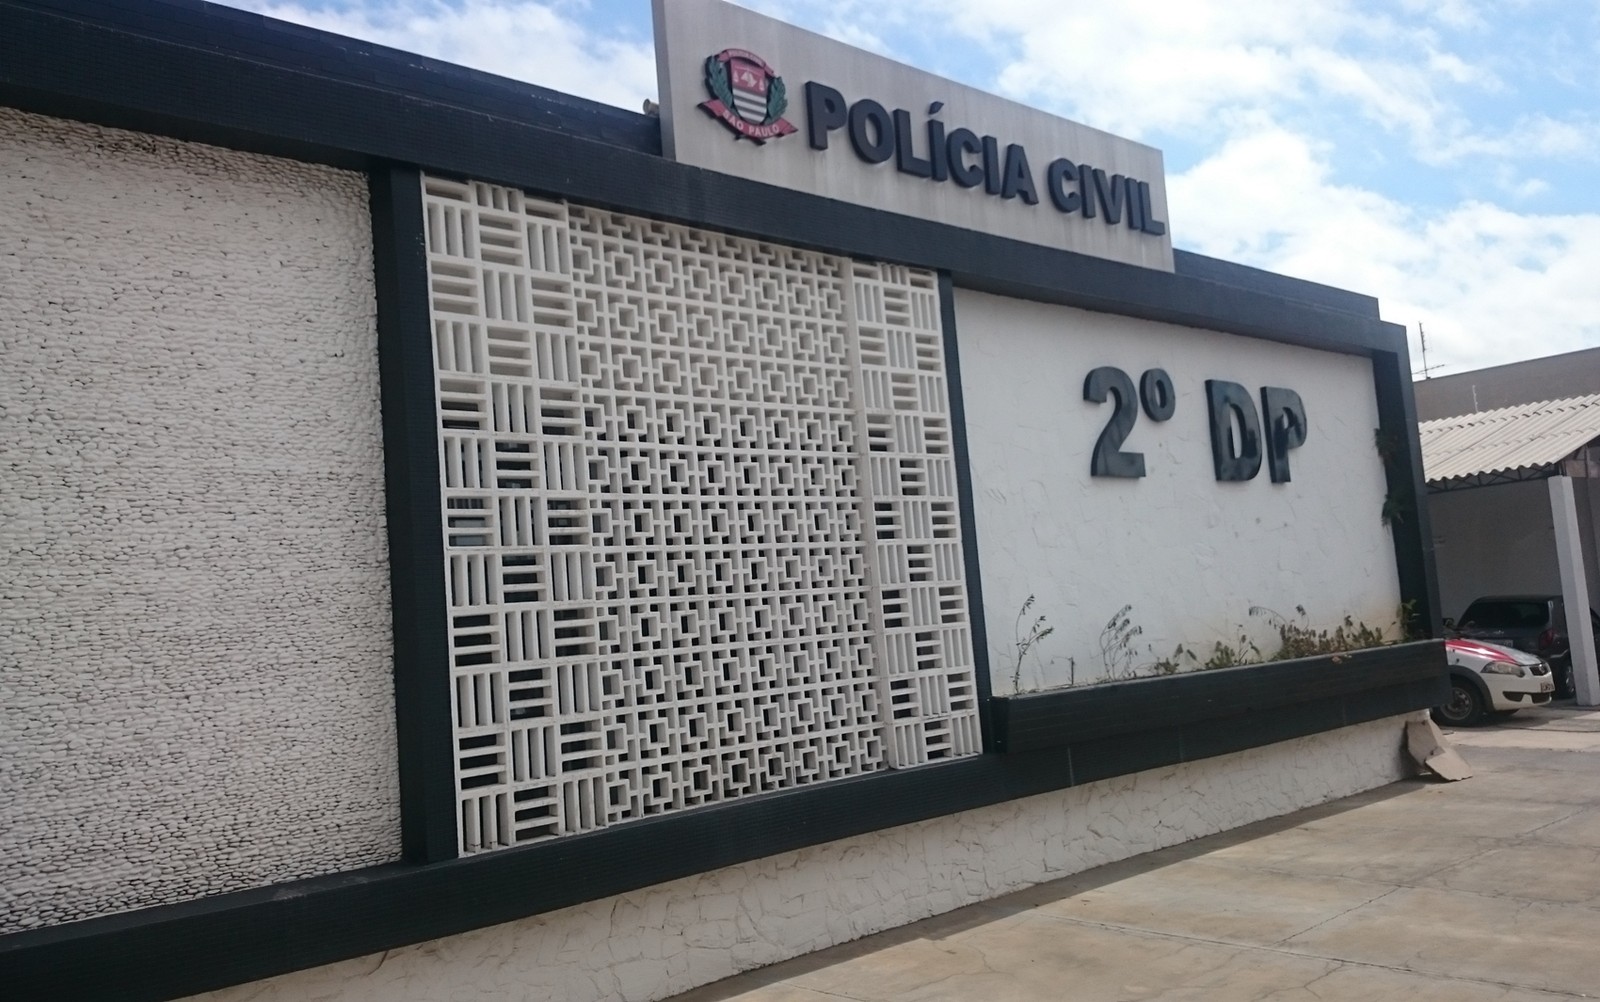 SÃO PAULO
POLÍCIA CIVIL
2º DP